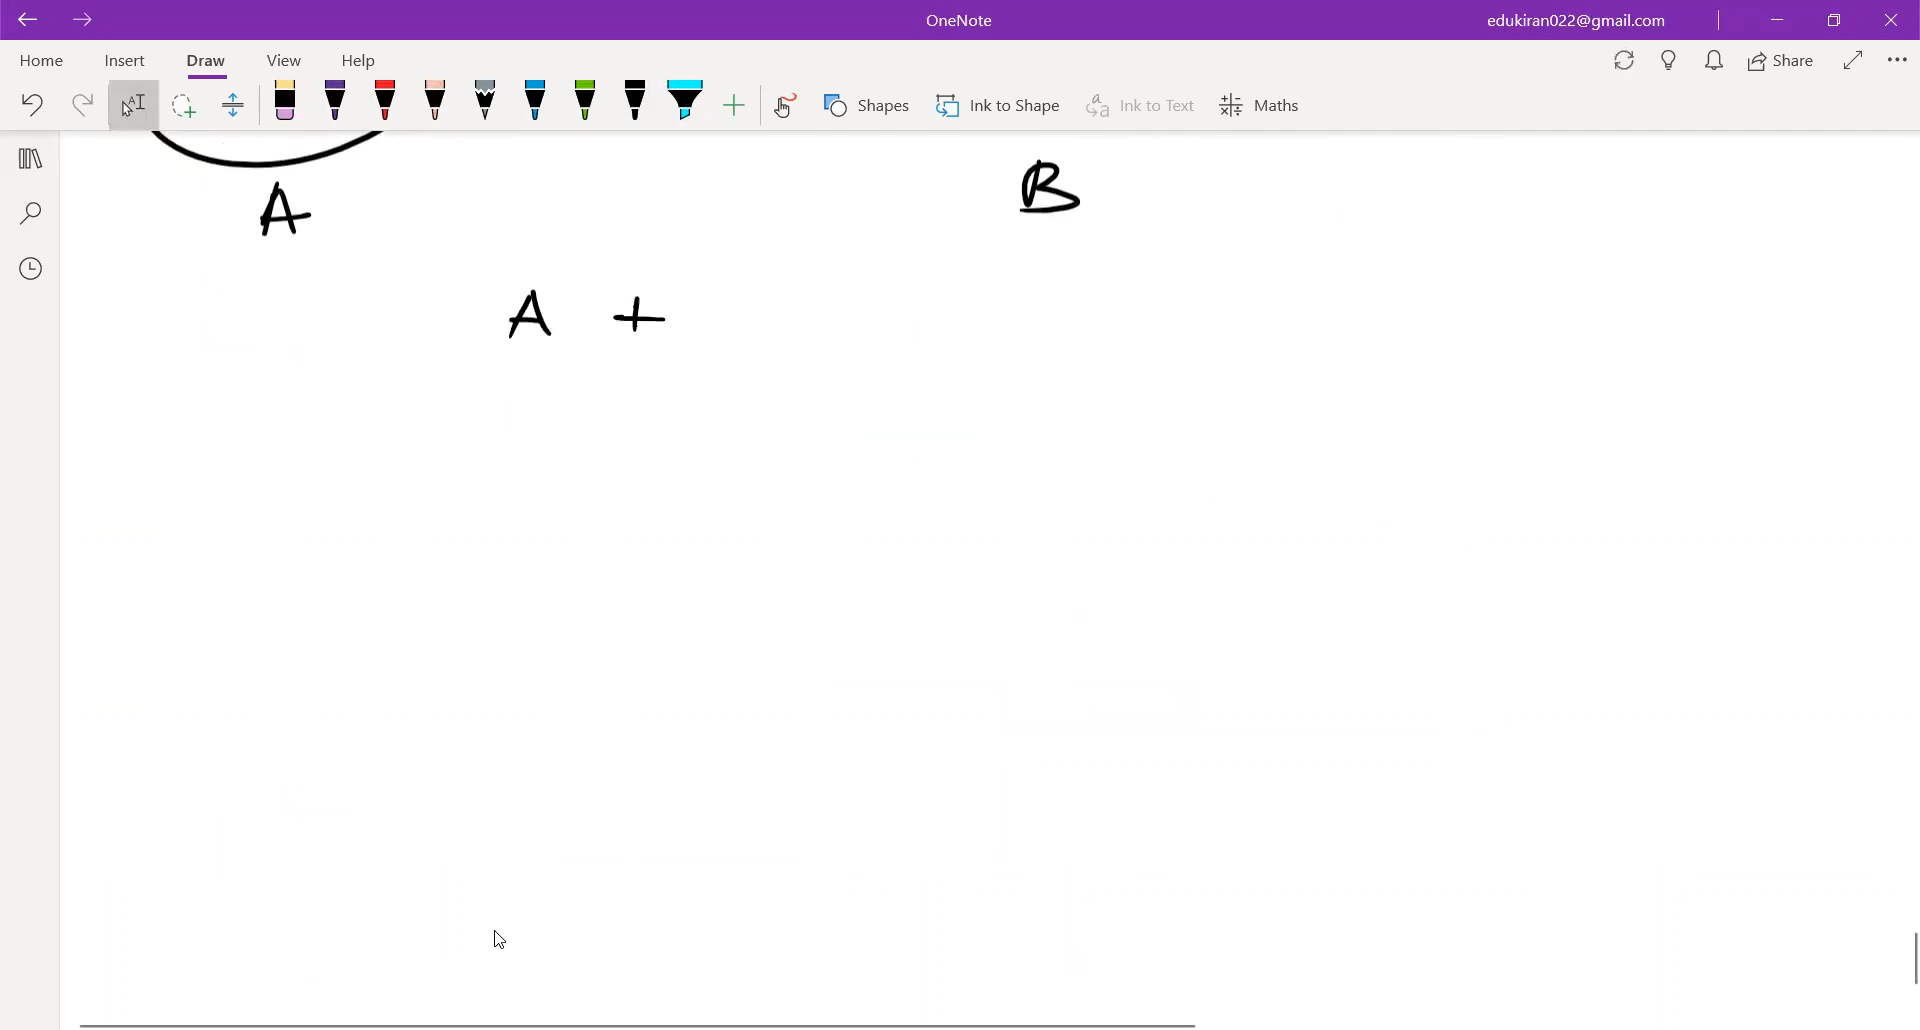 OneNote edukiran022@gmail.com
Home Insert Draw View Help Share
Shapes Ink to Shape Ink to Text Maths
A B
A +